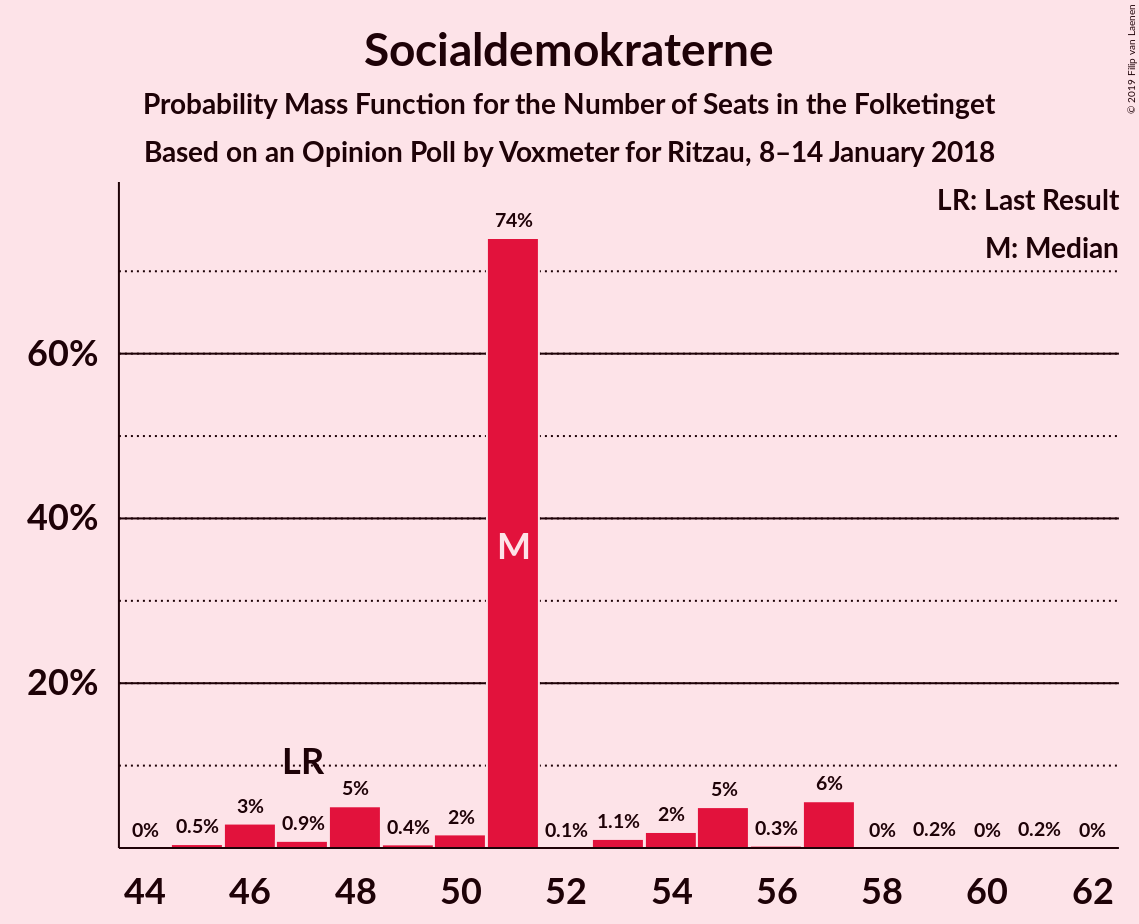 Socialdemokraterne
Probability Mass Function for the Number of Seats in the Folketinget
Based on an Opinion Poll by Voxmeter for Ritzau, 8–14 January 2018
© 2019 Filip van Laenen
LR: Last Result
M: Median
60%
40%
20%
0%
0.5%
3%
0.9%
5%
0.4%
2%
74%
0.1%
1.1%
2%
5%
0.3%
6%
0%
0.2%
0%
0.2%
0%
LR
M
44 46 48 50 52 54 56 58 60 62